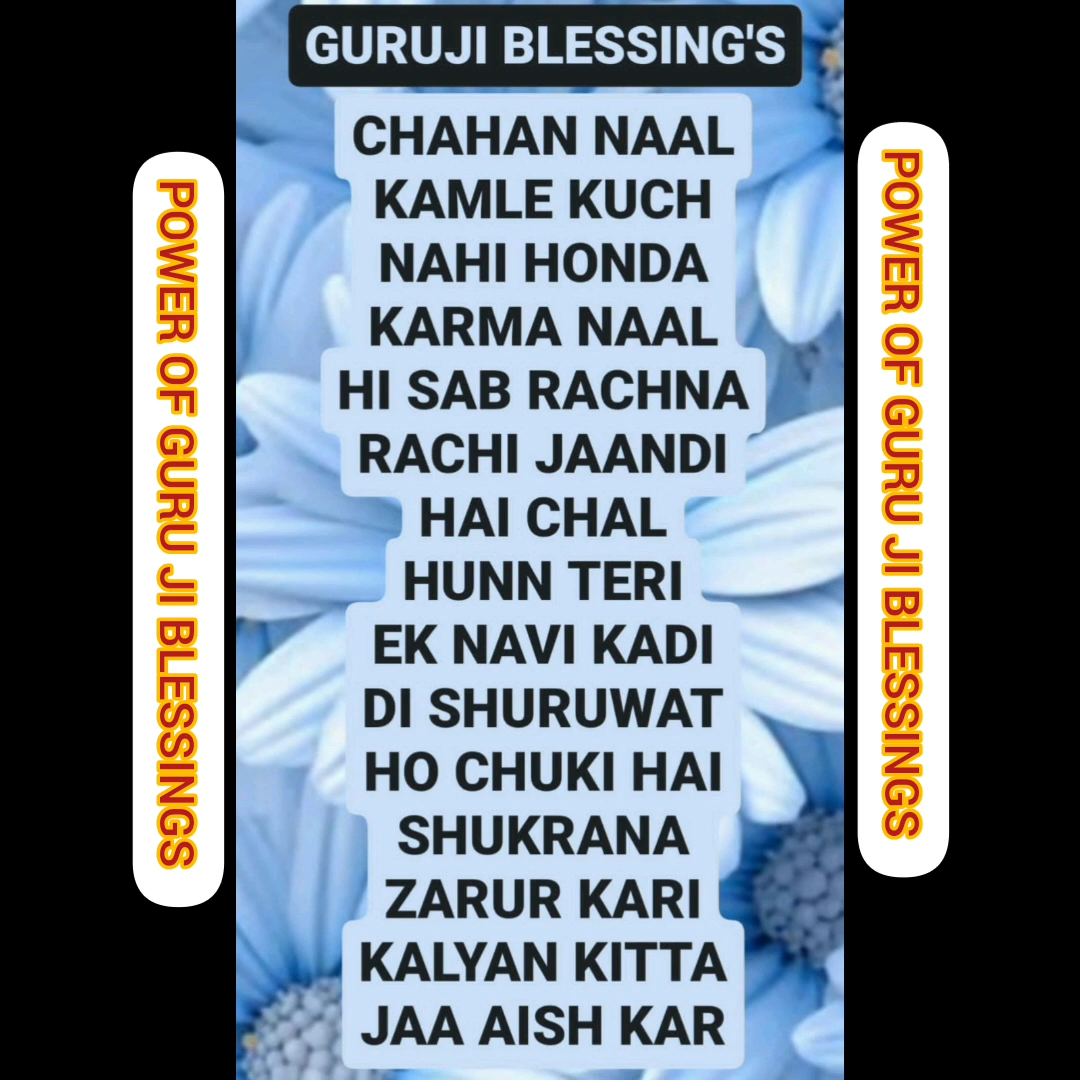 GURUJI BLESSING'S
CHAHAN NAAL
KAMLE KUCH
NAHI HONDA
KARMA NAAL
HI SAB RACHNA
RACHI JAANDI
HAI CHAL
HUNN TERI
EK NAVI KADI
DI SHURUWAT
HO CHUKI HAI
SHUKRANA
ZARUR KARI
KALYAN KITTA
JAA AISH KAR
POWER OF GURU JI BLESSINGS
POWER OF GURU JI BLESSINGS